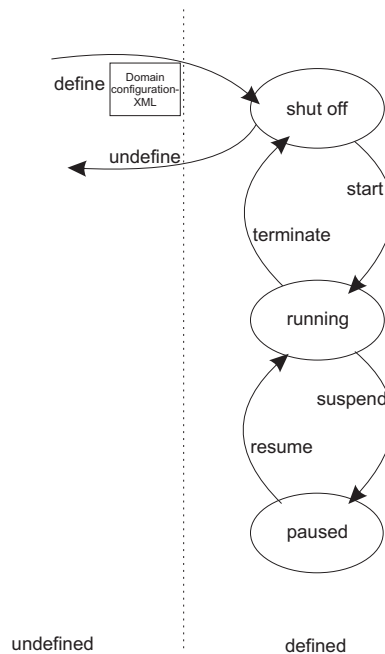 define
Domain
configuration-
XML
shut off
undefine
start
terminate
running
suspend
resume
paused
undefined
defined